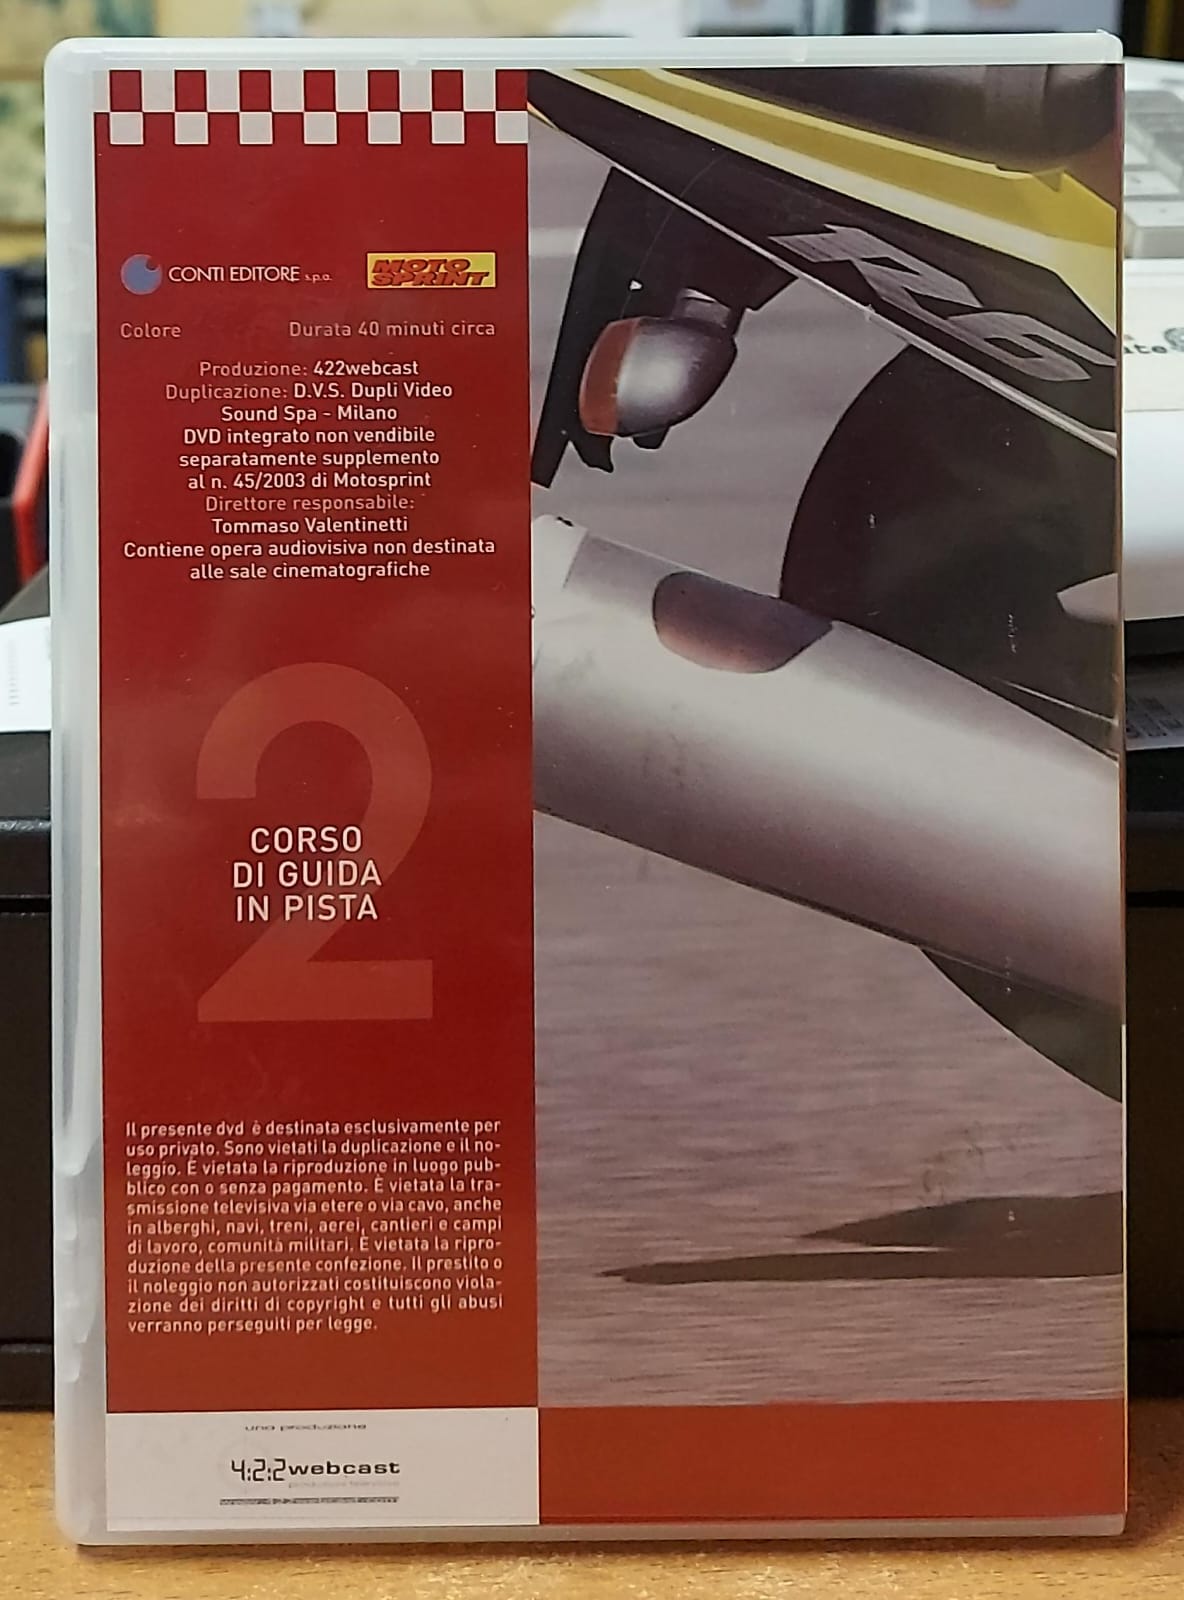 CONTI EDITORE s.p.a.
MOTO
SPRINT
Colore
Durata 40 minuti circa
Produzione: 422webcast
Duplicazione: D.V.S. Dupli Video
Sound Spa - Milano
DVD integrato non vendibile
separatamente supplemento
al n. 45/2003 di Motosprint
Direttore responsabile:
Tommaso Valentinetti
Contiene opera audiovisiva non destinata
alle sale cinematografiche
2
CORSO
DI GUIDA
IN PISTA
Il presente dvd è destinata esclusivamente per
uso privato. Sono vietati la duplicazione e il no-
leggio. È vietata la riproduzione in luogo pub-
blico con o senza pagamento. È vietata la tra-
smissione televisiva via etere o via cavo, anche
in alberghi, navi, treni, aerei, cantieri e campi
di lavoro, comunità militari. È vietata la ripro-
duzione della presente confezione. Il prestito o
il noleggio non autorizzati costituiscono viola-
zione dei diritti di copyright e tutti gli abusi
verranno perseguiti per legge.
una produzione
4:2:2webcast
www.422webcast.com
R6